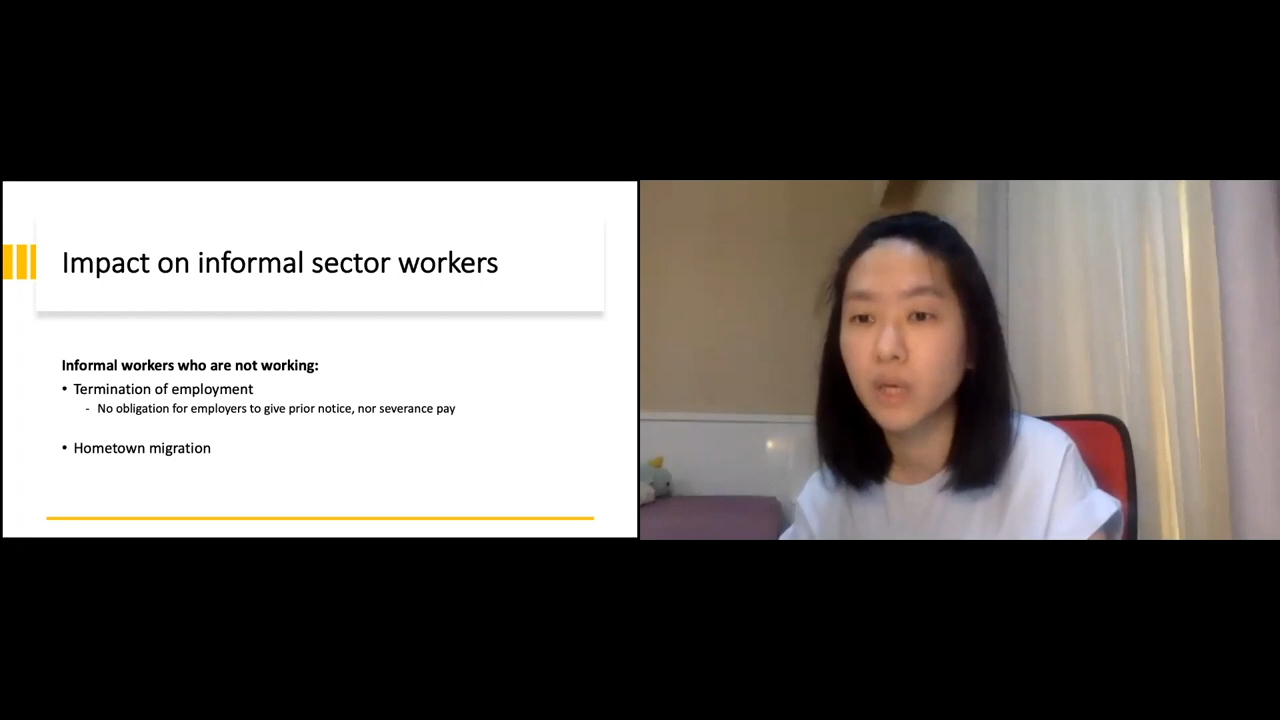 Impact on informal sector workers
Informal workers who are not working:
• Termination of employment
- No obligation for employers to give prior notice, nor severance pay
• Hometown migration